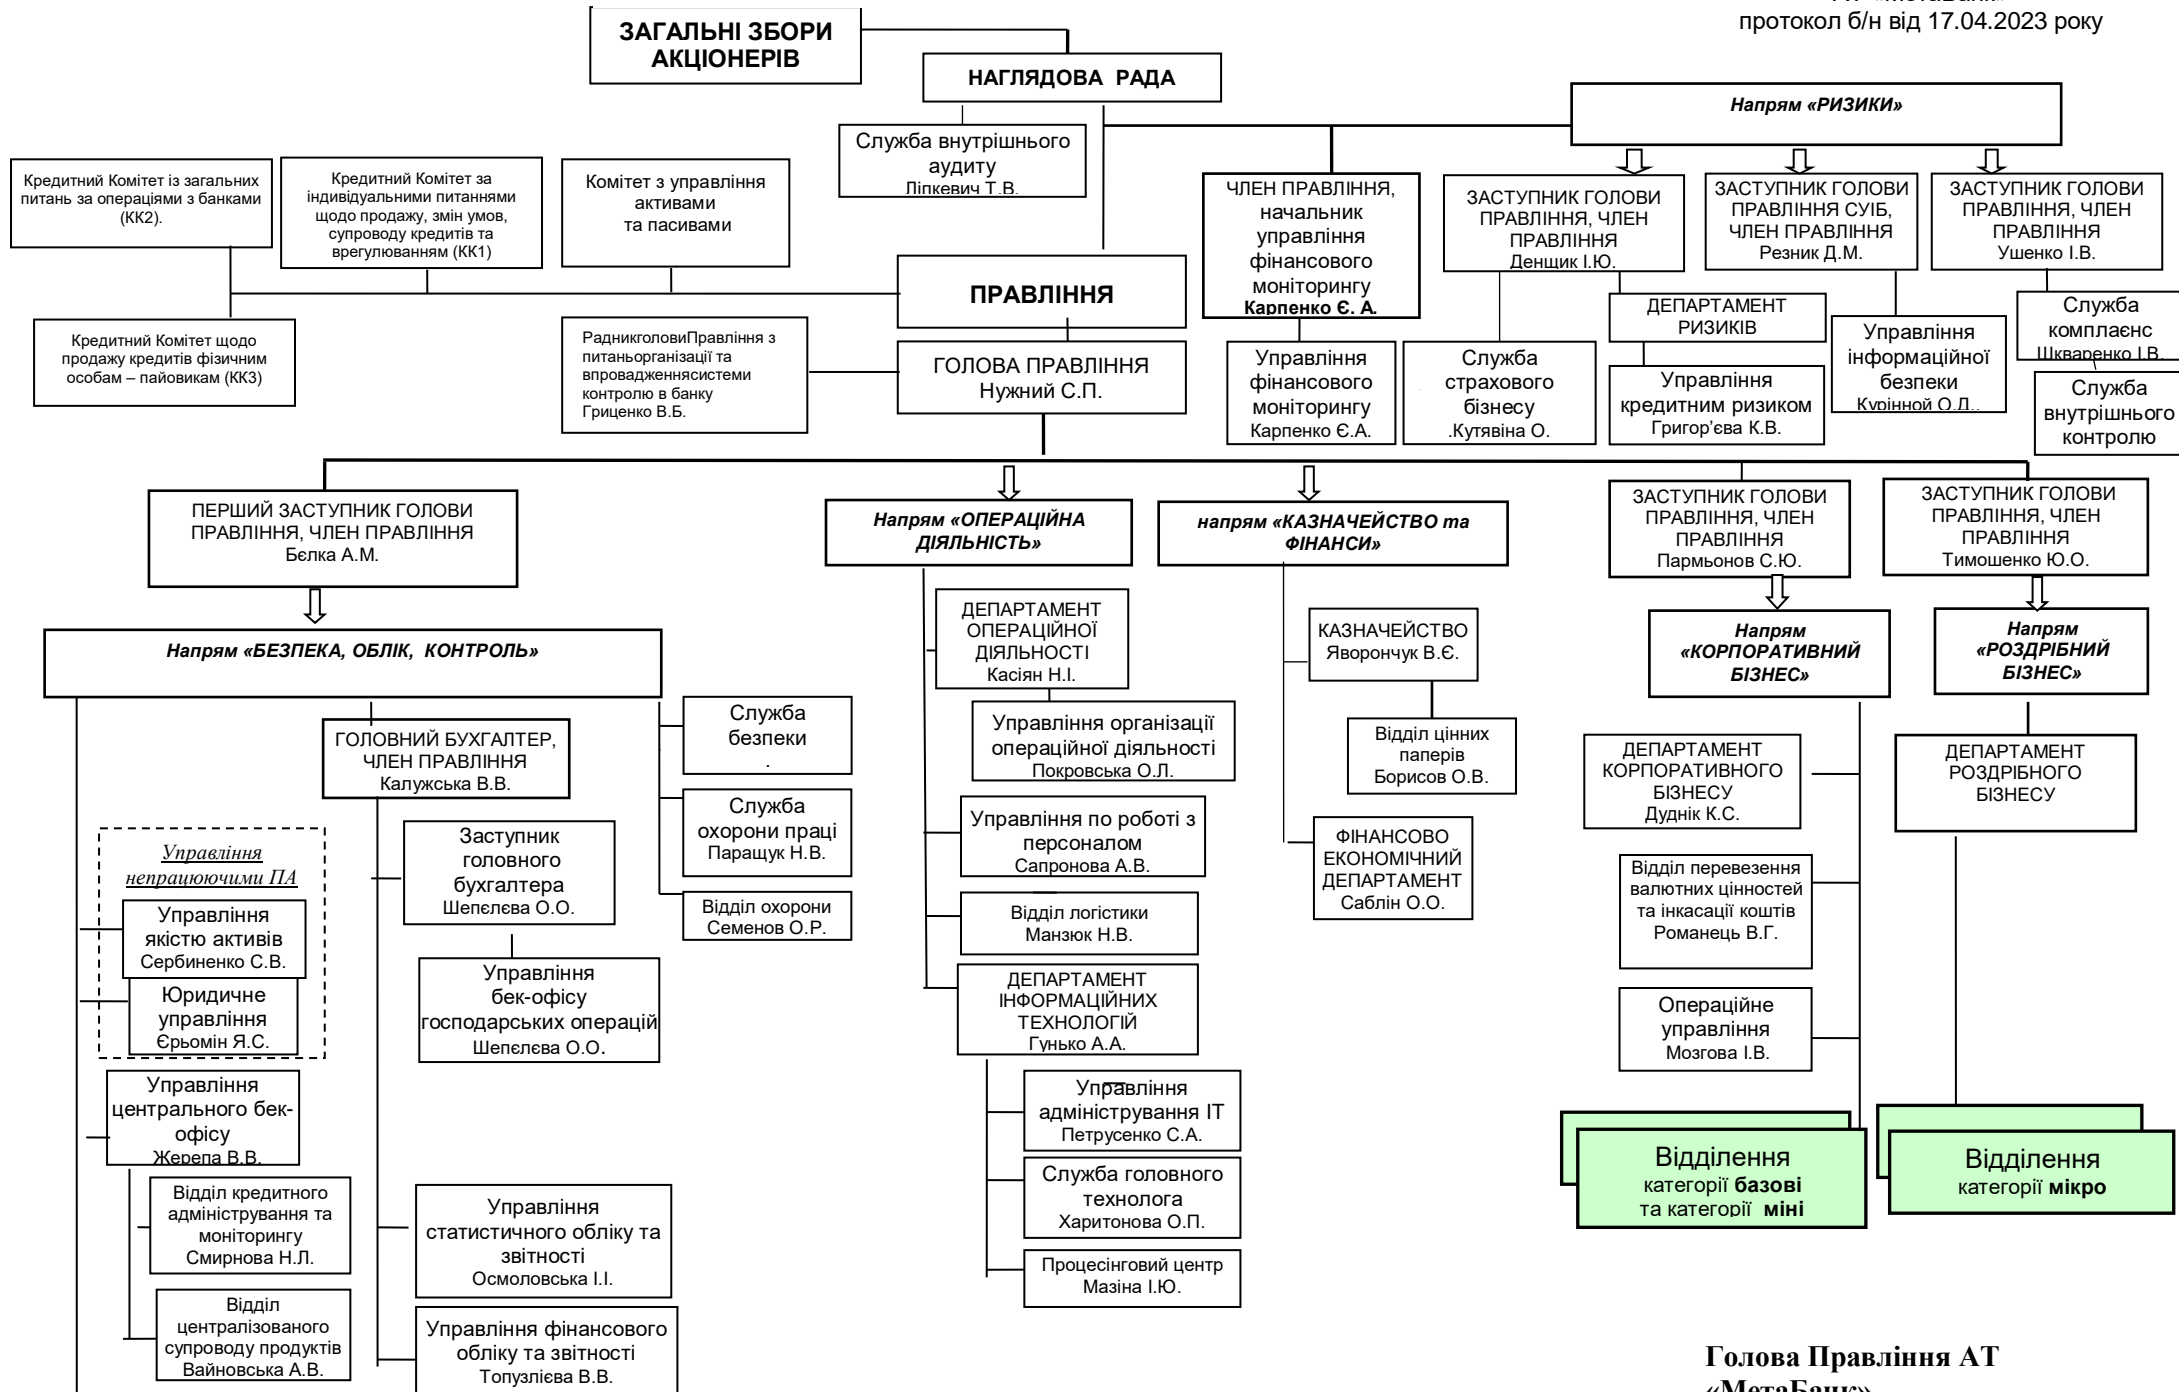 протокол б/н від 17.04.2023 року
ЗАГАЛЬНІ ЗБОРИ
АКЦІОНЕРІВ
НАГЛЯДОВА РАДА
Служба внутрішнього
аудиту
Ліпкевич Т.В.
Напрям «РИЗИКИ»
Кредитний Комітет із загальних
питань за операціями з банками
(КК2).
Кредитний Комітет за
індивідуальними питаннями
щодо продажу, змін умов,
супроводу кредитів та
врегулюванням (КК1)
Комітет з управління
активами
та пасивами
ЧЛЕН ПРАВЛІННЯ,
начальник
управління
фінансового
моніторингу
Карпенко Є. А.
ЗАСТУПНИК ГОЛОВИ
ПРАВЛІННЯ, ЧЛЕН
ПРАВЛІННЯ
Денщик І.Ю.
ЗАСТУПНИК ГОЛОВИ
ПРАВЛІННЯ СУІБ,
ЧЛЕН ПРАВЛІННЯ
Резник Д.М.
ЗАСТУПНИК ГОЛОВИ
ПРАВЛІННЯ, ЧЛЕН
ПРАВЛІННЯ
Ушенко І.В.
ПРАВЛІННЯ
Кредитний Комітет щодо
продажу кредитів фізичним
особам – пайовикам (КК3)
РадникголовиПравління з
питаньорганізації та
впровадженнясистеми
контролю в банку
Гриценко В.Б.
ГОЛОВА ПРАВЛІННЯ
Нужний С.П.
Управління
фінансового
моніторингу
Карпенко Є.А.
Служба
страхового
бізнесу
.Кутявіна О.
ДЕПАРТАМЕНТ
РИЗИКІВ
Управління
кредитним ризиком
Григор’єва К.В.
Управління
інформаційної
безпеки
Курінной О.Д..
Служба
комплаєнс
Шкваренко І.В.
Служба
внутрішнього
контролю
ПЕРШИЙ ЗАСТУПНИК ГОЛОВИ
ПРАВЛІННЯ, ЧЛЕН ПРАВЛІННЯ
Бєлка А.М.
Напрям «ОПЕРАЦІЙНА
ДІЯЛЬНІСТЬ»
напрям «КАЗНАЧЕЙСТВО та
ФІНАНСИ»
ЗАСТУПНИК ГОЛОВИ
ПРАВЛІННЯ, ЧЛЕН
ПРАВЛІННЯ
Пармьонов С.Ю.
ЗАСТУПНИК ГОЛОВИ
ПРАВЛІННЯ, ЧЛЕН
ПРАВЛІННЯ
Тимошенко Ю.О.
Напрям «БЕЗПЕКА, ОБЛІК, КОНТРОЛЬ»
Напрям
«КОРПОРАТИВНИЙ
БІЗНЕС»
Напрям
«РОЗДРІБНИЙ
БІЗНЕС»
ГОЛОВНИЙ БУХГАЛТЕР,
ЧЛЕН ПРАВЛІННЯ
Калужська В.В.
Служба
безпеки
.
Служба
охорони праці
Паращук Н.В.
Відділ охорони
Семенов О.Р.
Управління
непрацюючими ПА
Управління
якістю активів
Сербиненко С.В.
Юридичне
управління
Єрьомін Я.С.
Управління
центрального бек-
офісу
Жерепа В.В.
Відділ кредитного
адміністрування та
моніторингу
Смирнова Н.Л.
Відділ
централізованого
супроводу продуктів
Вайновська А.В.
Заступник
головного
бухгалтера
Шепєлєва О.О.
Управління
бек-офісу
господарських операцій
Шепєлєва О.О.
Управління
статистичного обліку та
звітності
Осмоловська І.І.
Управління фінансового
обліку та звітності
Топузлієва В.В.
ДЕПАРТАМЕНТ
ОПЕРАЦІЙНОЇ
ДІЯЛЬНОСТІ
Касіян Н.І.
Управління організації
операційної діяльності
Покровська О.Л.
Управління по роботі з
персоналом
Сапронова А.В.
Відділ логістики
Манзюк Н.В.
ДЕПАРТАМЕНТ
ІНФОРМАЦІЙНИХ
ТЕХНОЛОГІЙ
Гунько А.А.
Управління
адміністрування ІТ
Петрусенко С.А.
Служба головного
технолога
Харитонова О.П.
Процесінговий центр
Мазіна І.Ю.
КАЗНАЧЕЙСТВО
Яворончук В.Є.
Відділ цінних
паперів
Борисов О.В.
ФІНАНСОВО
ЕКОНОМІЧНИЙ
ДЕПАРТАМЕНТ
Саблін О.О.
ДЕПАРТАМЕНТ
КОРПОРАТИВНОГО
БІЗНЕСУ
Дуднік К.С.
Відділ перевезення
валютних цінностей
та інкасації коштів
Романець В.Г.
Операційне
управління
Мозгова І.В.
ДЕПАРТАМЕНТ
РОЗДРІБНОГО
БІЗНЕСУ
Відділення
категорії базові
та категорії міні
Відділення
категорії мікро
Голова Правління АТ
«МетаБанк»